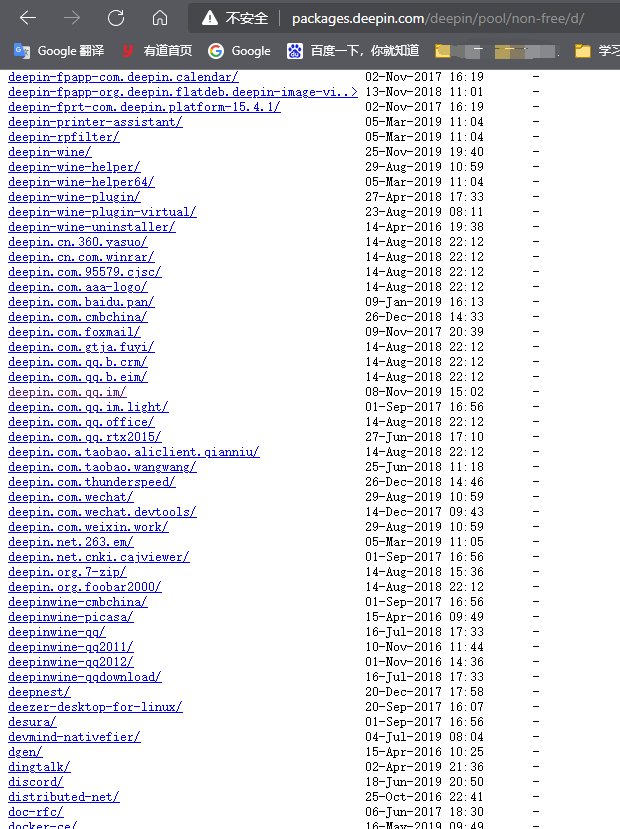 不安全 packages.deepin.com/deepin/pool/non-free/d/
Google 翻译 有道首页 Google 百度一下，你就知道 学习
deepin-fpapp-com.deepin.calendar/ 02-Nov-2017 16:19 -
deepin-fpapp-org.deepin.flatdeb.deepin-image-vi..> 13-Nov-2018 11:01 -
deepin-fprt-com.deepin.platform-15.4.1/ 02-Nov-2017 16:19 -
deepin-printer-assistant/ 05-Mar-2019 11:04 -
deepin-rpfilter/ 05-Mar-2019 11:04 -
deepin-wine/ 25-Nov-2019 19:40 -
deepin-wine-helper/ 29-Aug-2019 10:59 -
deepin-wine-helper64/ 05-Mar-2019 11:04 -
deepin-wine-plugin/ 27-Apr-2018 17:33 -
deepin-wine-plugin-virtual/ 23-Aug-2019 08:11 -
deepin-wine-uninstaller/ 14-Apr-2016 19:38 -
deepin.cn.360.yasuo/ 14-Aug-2018 22:12 -
deepin.cn.com.winrar/ 14-Aug-2018 22:12 -
deepin.com.95579.cjsc/ 14-Aug-2018 22:12 -
deepin.com.aaa-logo/ 14-Aug-2018 22:12 -
deepin.com.baidu.pan/ 09-Jan-2019 16:13 -
deepin.com.cmbchina/ 26-Dec-2018 14:33 -
deepin.com.foxmail/ 09-Nov-2017 20:39 -
deepin.com.gtja.fuyi/ 14-Aug-2018 22:12 -
deepin.com.qq.b.crm/ 14-Aug-2018 22:12 -
deepin.com.qq.b.eim/ 14-Aug-2018 22:12 -
deepin.com.qq.im/ 08-Nov-2019 15:02 -
deepin.com.qq.im.light/ 01-Sep-2017 16:56 -
deepin.com.qq.office/ 14-Aug-2018 22:12 -
deepin.com.qq.rtx2015/ 27-Jun-2018 17:10 -
deepin.com.taobao.aliclient.qianniu/ 14-Aug-2018 22:12 -
deepin.com.taobao.wangwang/ 25-Jun-2018 11:18 -
deepin.com.thunderspeed/ 26-Dec-2018 14:46 -
deepin.com.wechat/ 29-Aug-2019 10:59 -
deepin.com.wechat.devtools/ 14-Dec-2017 09:43 -
deepin.com.weixin.work/ 29-Aug-2019 10:59 -
deepin.net.263.em/ 05-Mar-2019 11:05 -
deepin.net.cnki.cajviewer/ 01-Sep-2017 16:56 -
deepin.org.7-zip/ 14-Aug-2018 15:36 -
deepin.org.foobar2000/ 14-Aug-2018 22:12 -
deepinwine-cmbchina/ 01-Sep-2017 16:56 -
deepinwine-picasa/ 15-Apr-2016 09:49 -
deepinwine-qq/ 16-Jul-2018 17:33 -
deepinwine-qq2011/ 10-Nov-2016 11:44 -
deepinwine-qq2012/ 01-Nov-2016 14:36 -
deepinwine-qqdownload/ 16-Jul-2018 17:33 -
deepnest/ 20-Dec-2017 17:58 -
deezer-desktop-for-linux/ 20-Sep-2017 16:07 -
desura/ 01-Sep-2017 16:56 -
devmind-nativefier/ 04-Jul-2019 08:04 -
dgen/ 15-Apr-2016 10:25 -
dingtalk/ 02-Apr-2019 21:36 -
discord/ 18-Jun-2019 20:50 -
distributed-net/ 25-Oct-2016 22:41 -
doc-rfc/ 06-Jun-2017 18:30 -
docker-ce/ 16-May-2019 09:49 -